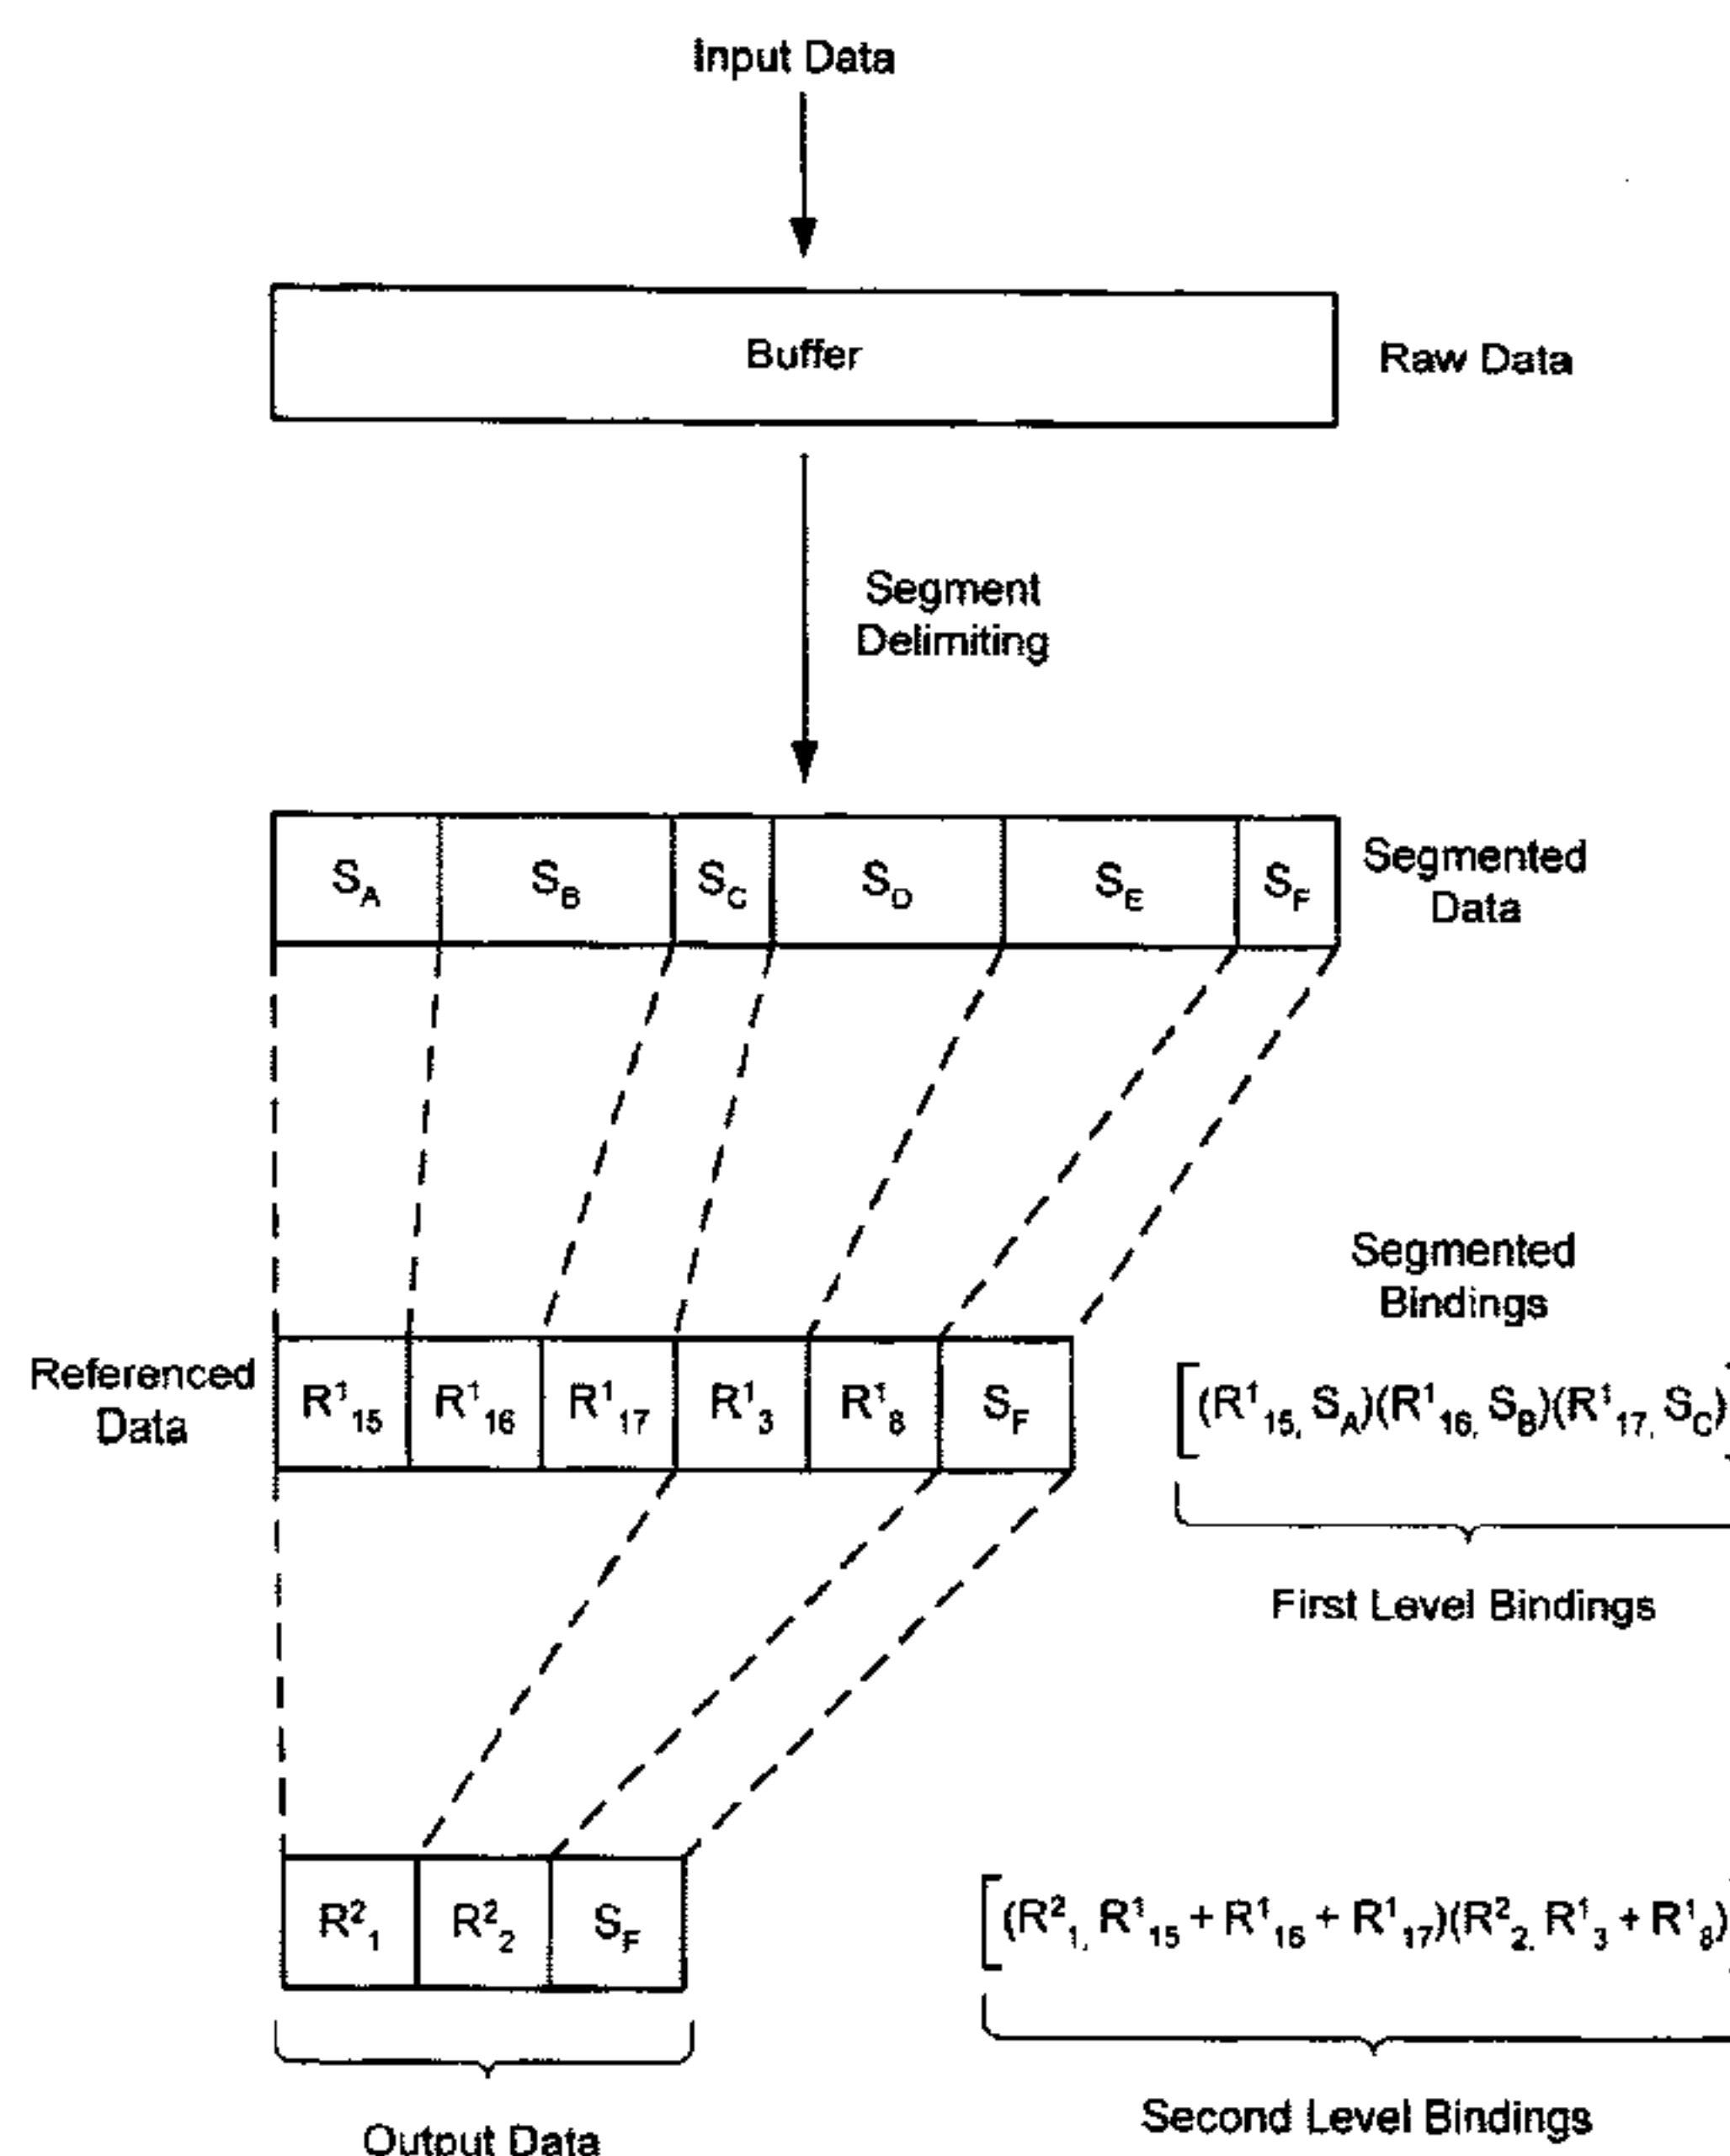 Input Data
Buffer
Raw Data
Segment
Delimiting
S_A S_B S_C S_D S_E S_F
Segmented
Data
Segmented
Bindings
Referenced
Data
R¹₁₅ R¹₁₆ R¹₁₇ R¹₃ R¹₈ S_F
[(R¹₁₅, S_A)(R¹₁₆, S_B)(R¹₁₇, S_C)]
First Level Bindings
R²₁ R²₂ S_F
[(R²₁, R¹₁₅ + R¹₁₆ + R¹₁₇)(R²₂, R¹₃ + R¹₈)]
Output Data
Second Level Bindings